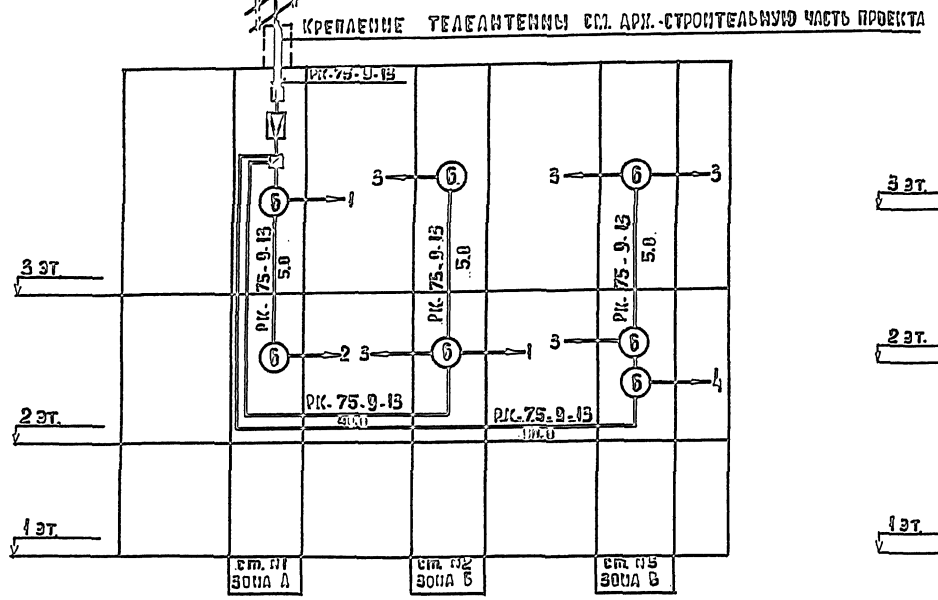 КРЕПЛЕНИЕ ТЕЛЕАНТЕННЫ СМ. АРХ.-СТРОИТЕЛЬНУЮ ЧАСТЬ ПРОЕКТА
РК-75-9-13
3 6 3 6 3
6 1
3 ЭТ.
РК-75-9-13 5.0
РК-75-9-13 5.0
РК-75-9-13 5.0
3 ЭТ
3 6
6 2 3 6 1
2 ЭТ.
6 4
РК-75-9-13
40.0
РК-75-9-13
2 ЭТ.
1 ЭТ.
1 ЭТ.
СТ. №1
ЗОНА А
СТ. №2
ЗОНА Б
СТ. №3
ЗОНА В